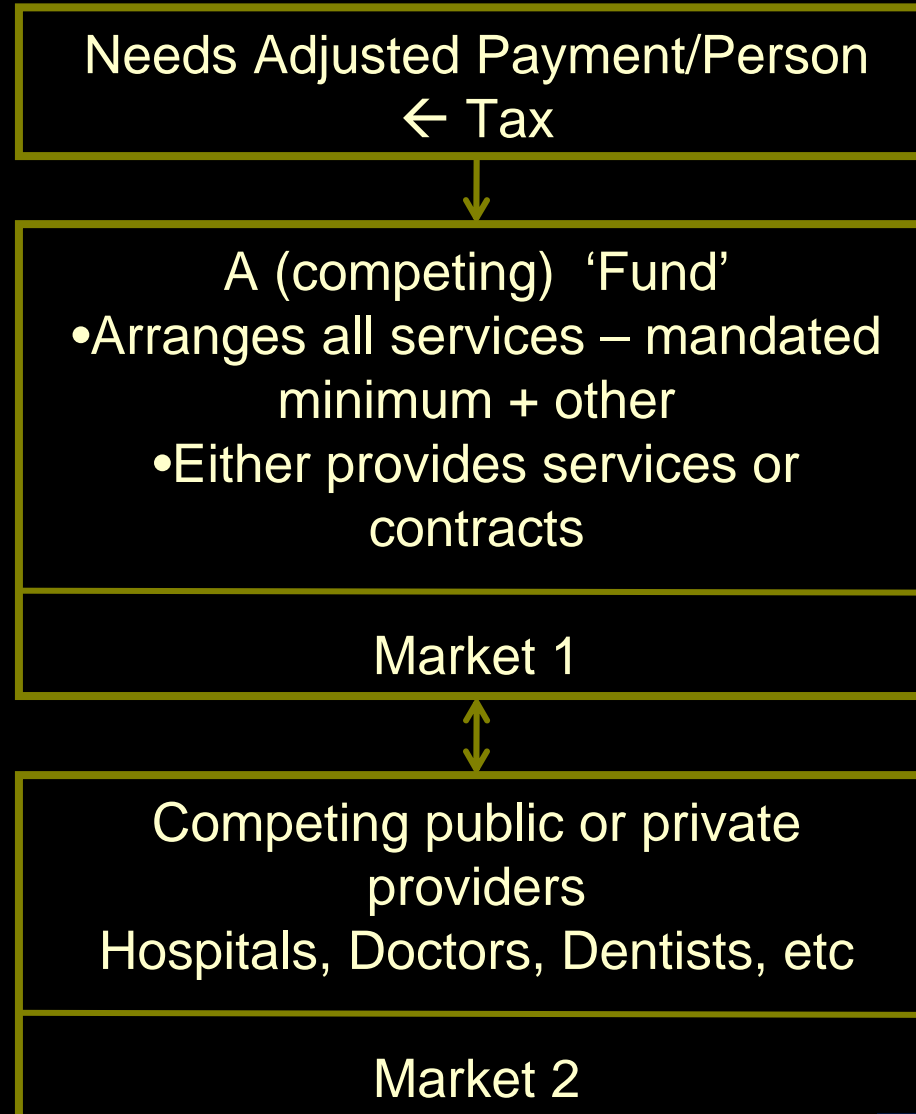 Needs Adjusted Payment/Person
← Tax
A (competing)  ‘Fund’
•Arranges all services – mandated
minimum + other
•Either provides services or
contracts
Market 1
Competing public or private
providers
Hospitals, Doctors, Dentists, etc
Market 2